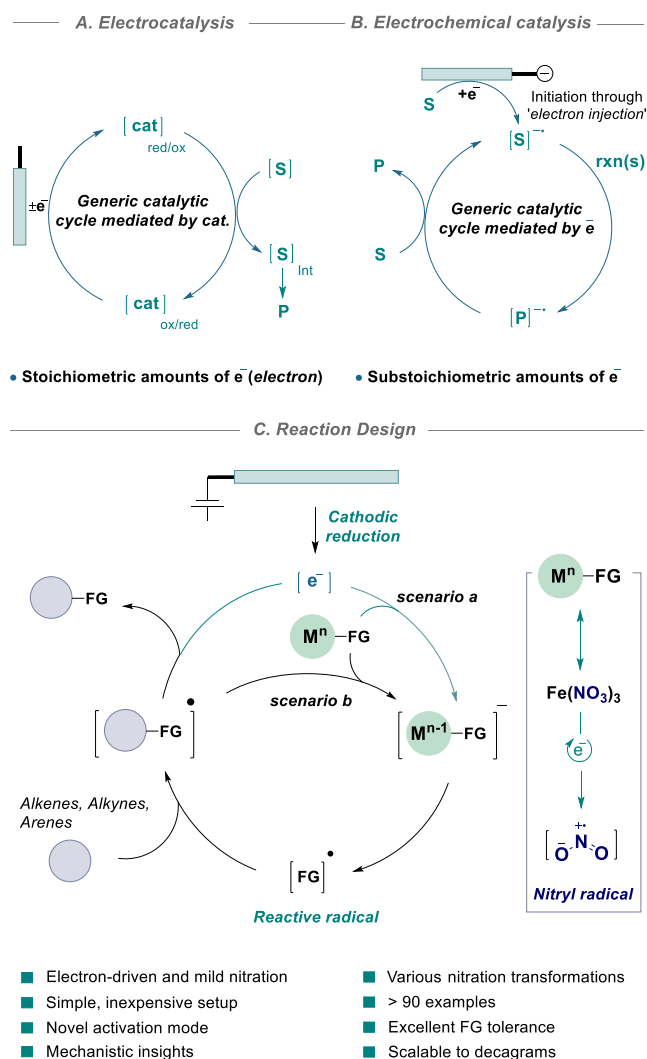 A. Electrocatalysis
[cat]
red/ox
±e⁻
[S]
Generic catalytic
cycle mediated by cat.
[S]
Int
[cat]
ox/red
P
• Stoichiometric amounts of e⁻(electron)
B. Electrochemical catalysis
−
S
+e⁻
Initiation through
'electron injection'
[S]⁻•
rxn(s)
P
Generic catalytic
cycle mediated by e⁻
S
[P]⁻•
• Substoichiometric amounts of e⁻
C. Reaction Design
Cathodic
reduction
[e⁻]
scenario a
Mⁿ FG
scenario b
FG
[FG]•
[Mⁿ⁻¹ FG]⁻
Alkenes, Alkynes,
Arenes
[FG]•
Reactive radical
Mⁿ FG
Fe(NO₃)₃
e⁻
+•
[⁻O N O]
Nitryl radical
Electron-driven and mild nitration
Simple, inexpensive setup
Novel activation mode
Mechanistic insights
Various nitration transformations
> 90 examples
Excellent FG tolerance
Scalable to decagrams